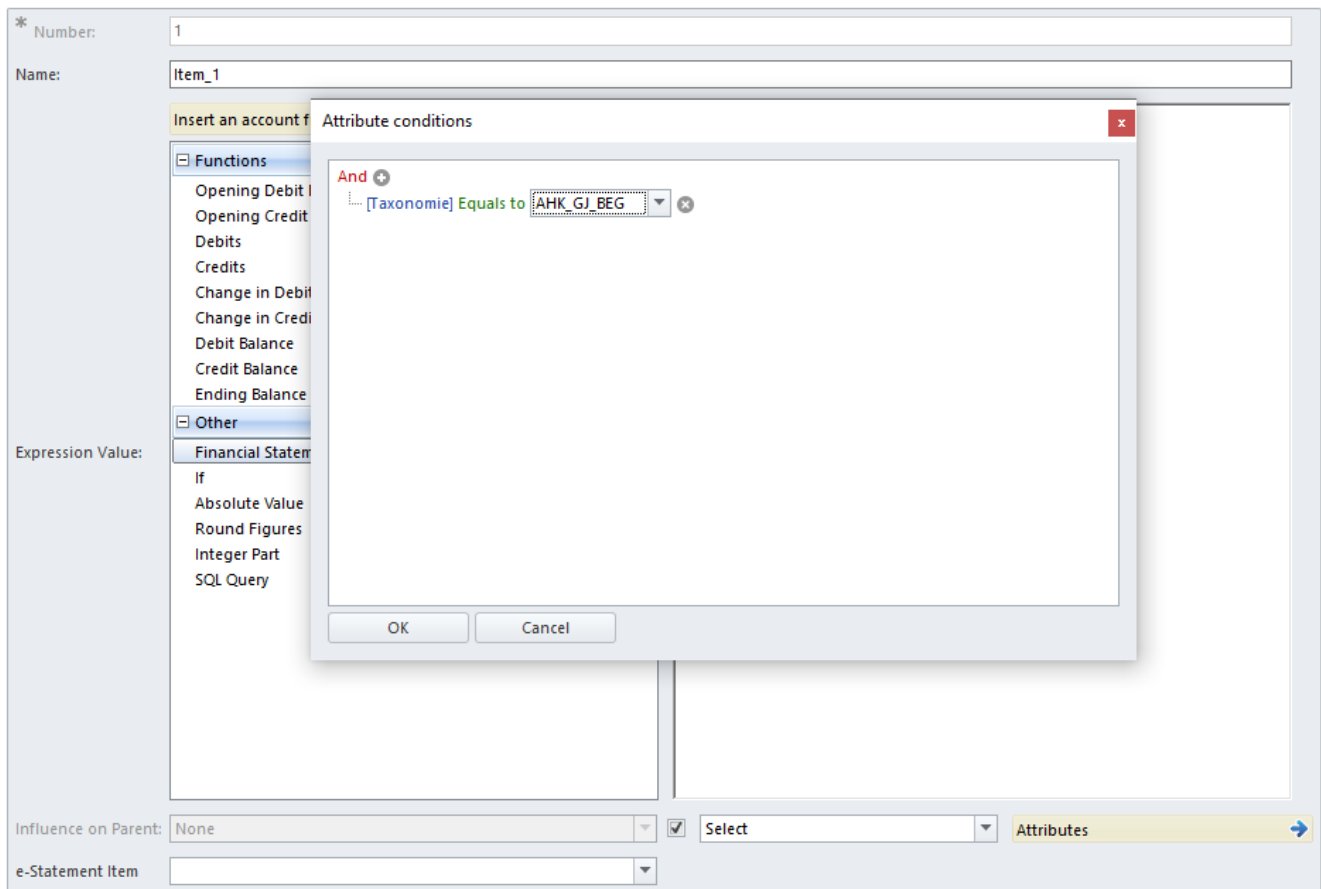 * Number: 1
Name: Item_1
Insert an account f
Attribute conditions
x
Functions
Opening Debit
Opening Credit
Debits
Credits
Change in Debit
Change in Credi
Debit Balance
Credit Balance
Ending Balance
Other
Financial Statem
If
Absolute Value
Round Figures
Integer Part
SQL Query
And
[Taxonomie] Equals to AHK_GJ_BEG
OK Cancel
Expression Value:
Influence on Parent: None Select Attributes
e-Statement Item